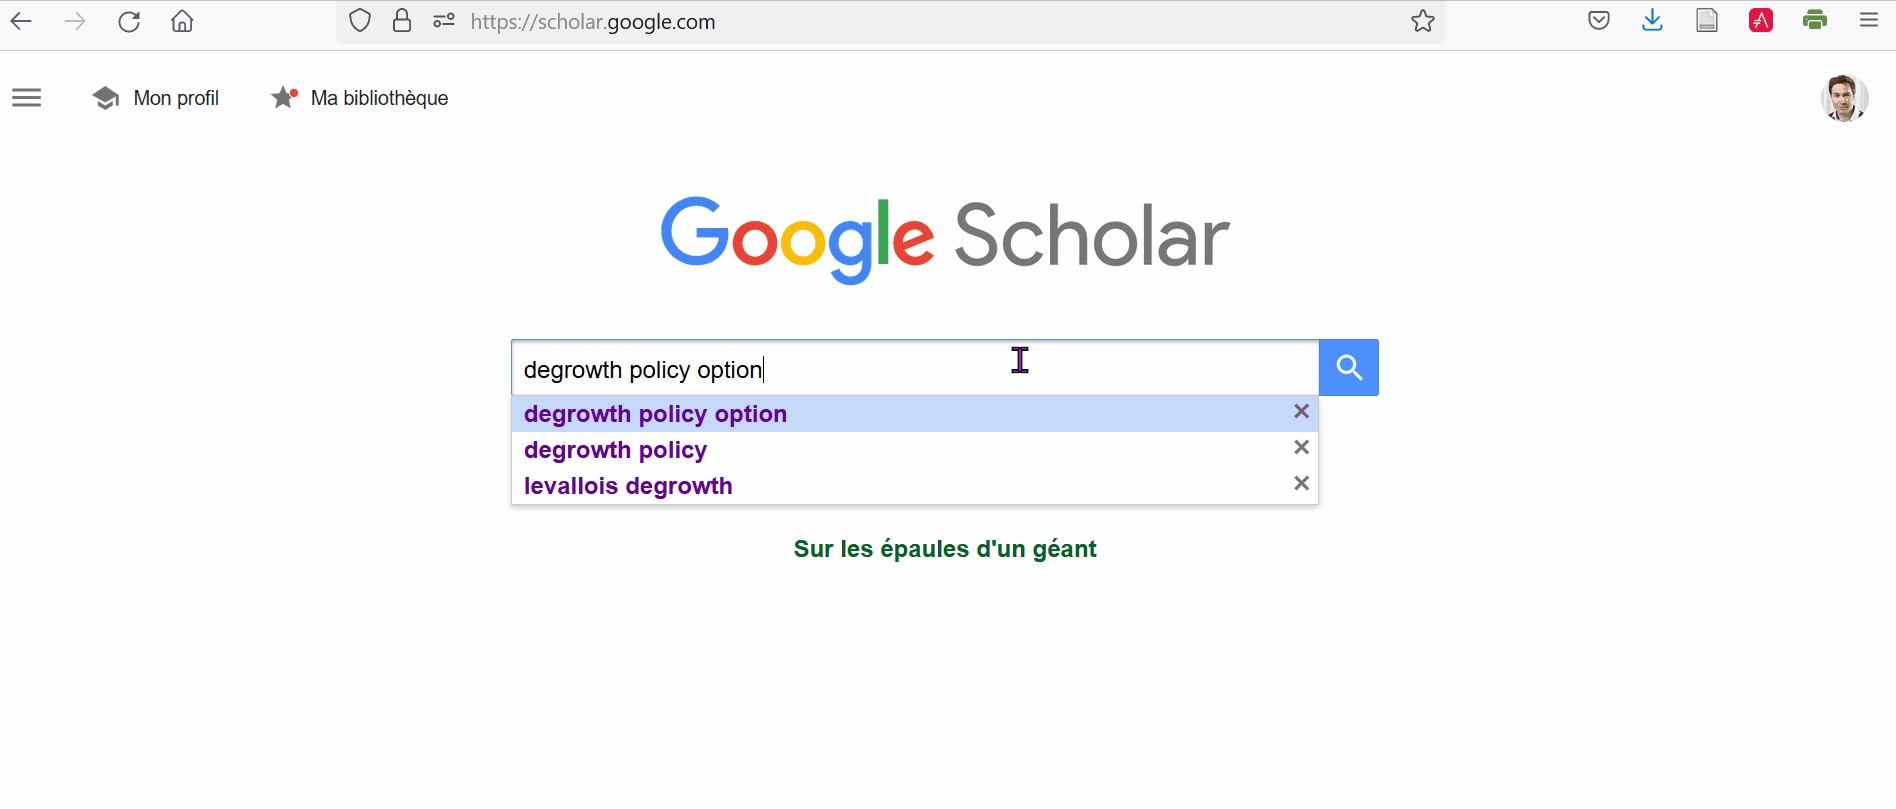 https://scholar.google.com
Mon profil
Ma bibliothèque
Google Scholar
degrowth policy option
degrowth policy option
degrowth policy
levallois degrowth
Sur les épaules d'un géant